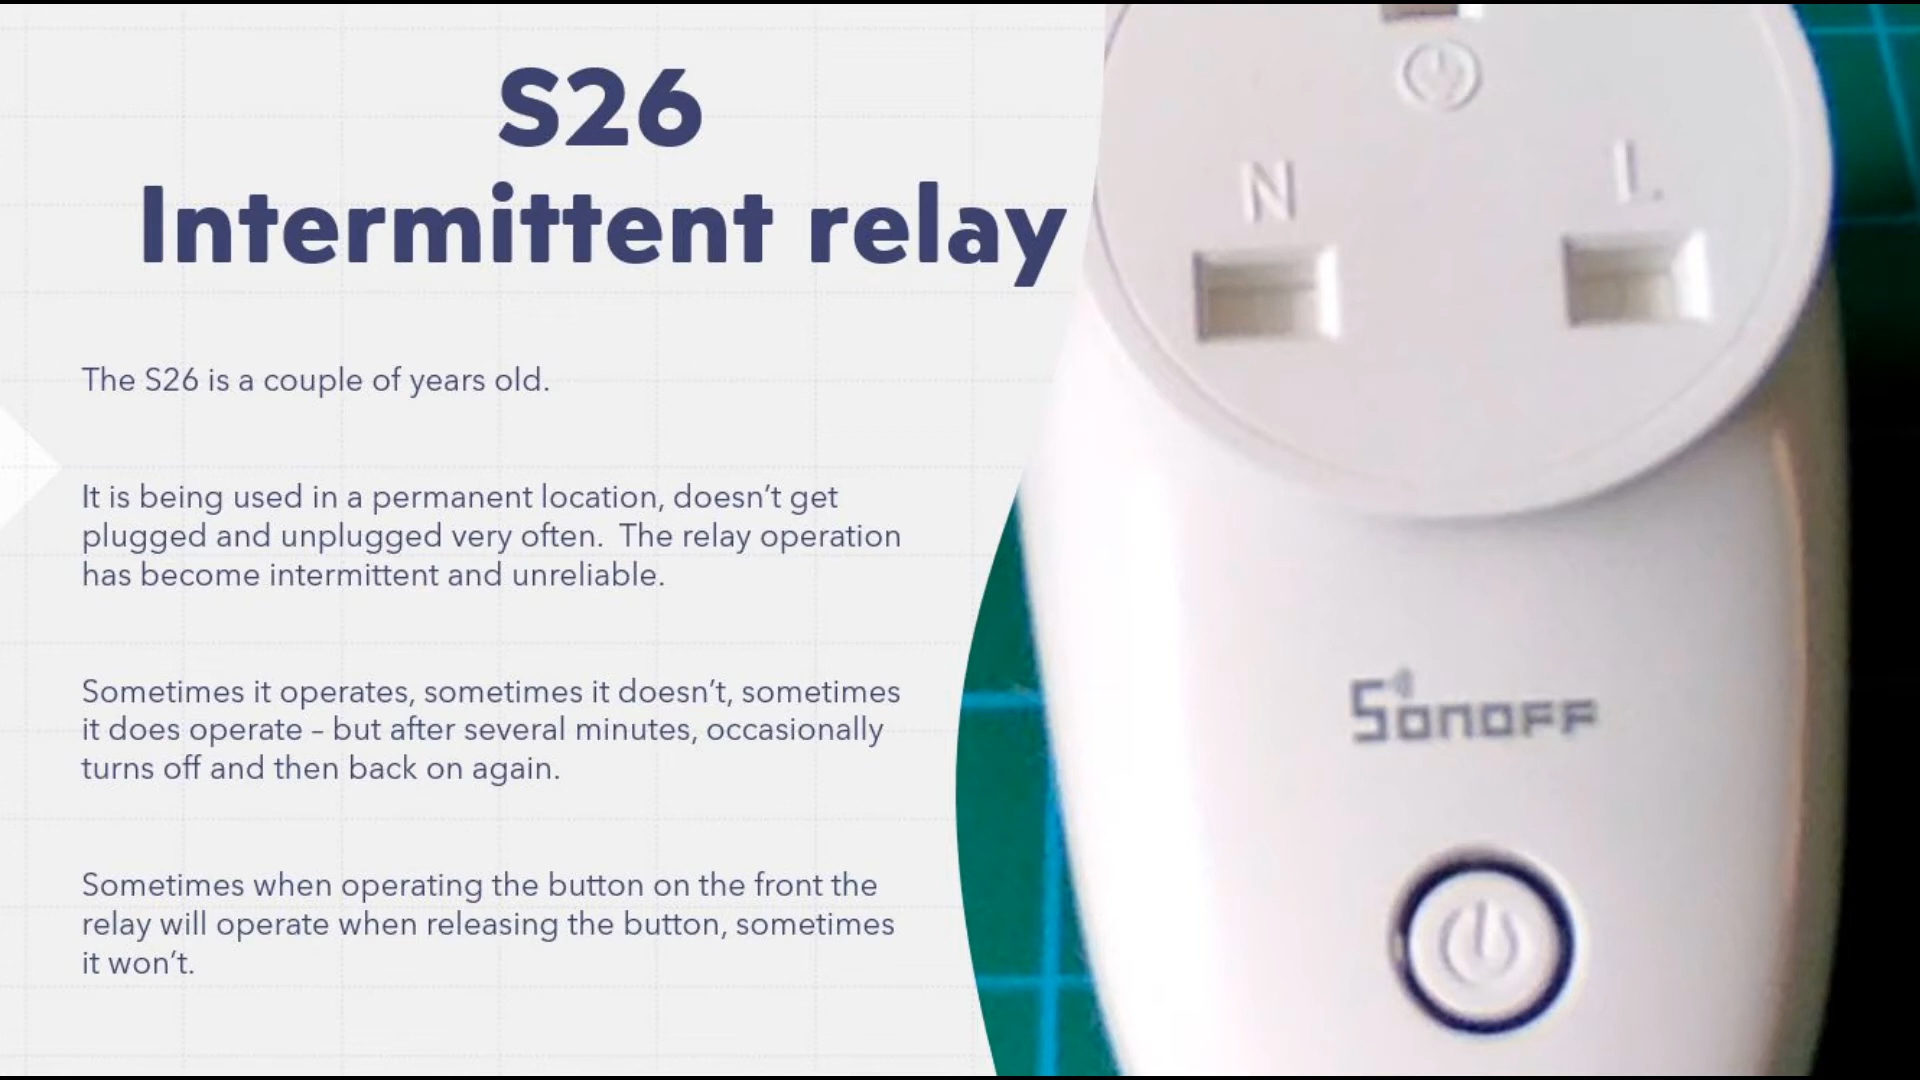 S26
Intermittent relay
The S26 is a couple of years old.
It is being used in a permanent location, doesn’t get
plugged and unplugged very often.  The relay operation
has become intermittent and unreliable.
Sometimes it operates, sometimes it doesn’t, sometimes
it does operate – but after several minutes, occasionally
turns off and then back on again.
Sometimes when operating the button on the front the
relay will operate when releasing the button, sometimes
it won’t.
N L
SONOFF